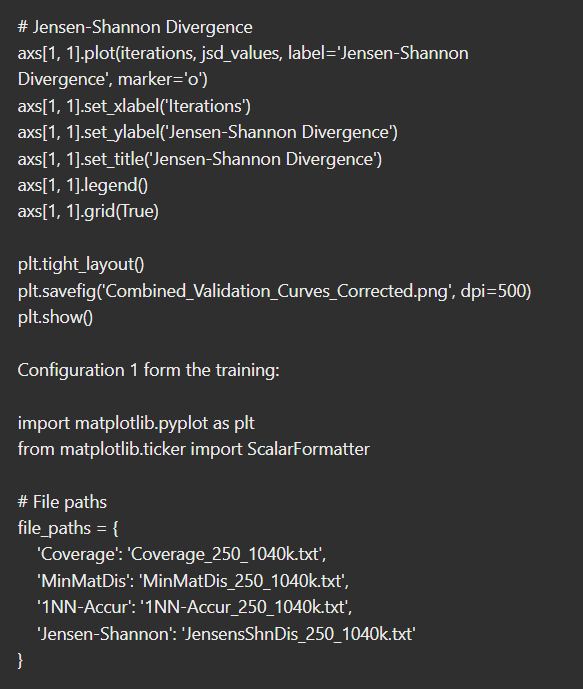 # Jensen-Shannon Divergence
axs[1, 1].plot(iterations, jsd_values, label='Jensen-Shannon
Divergence', marker='o')
axs[1, 1].set_xlabel('Iterations')
axs[1, 1].set_ylabel('Jensen-Shannon Divergence')
axs[1, 1].set_title('Jensen-Shannon Divergence')
axs[1, 1].legend()
axs[1, 1].grid(True)

plt.tight_layout()
plt.savefig('Combined_Validation_Curves_Corrected.png', dpi=500)
plt.show()

Configuration 1 form the training:

import matplotlib.pyplot as plt
from matplotlib.ticker import ScalarFormatter

# File paths
file_paths = {
    'Coverage': 'Coverage_250_1040k.txt',
    'MinMatDis': 'MinMatDis_250_1040k.txt',
    '1NN-Accur': '1NN-Accur_250_1040k.txt',
    'Jensen-Shannon': 'JensensShnDis_250_1040k.txt'
}